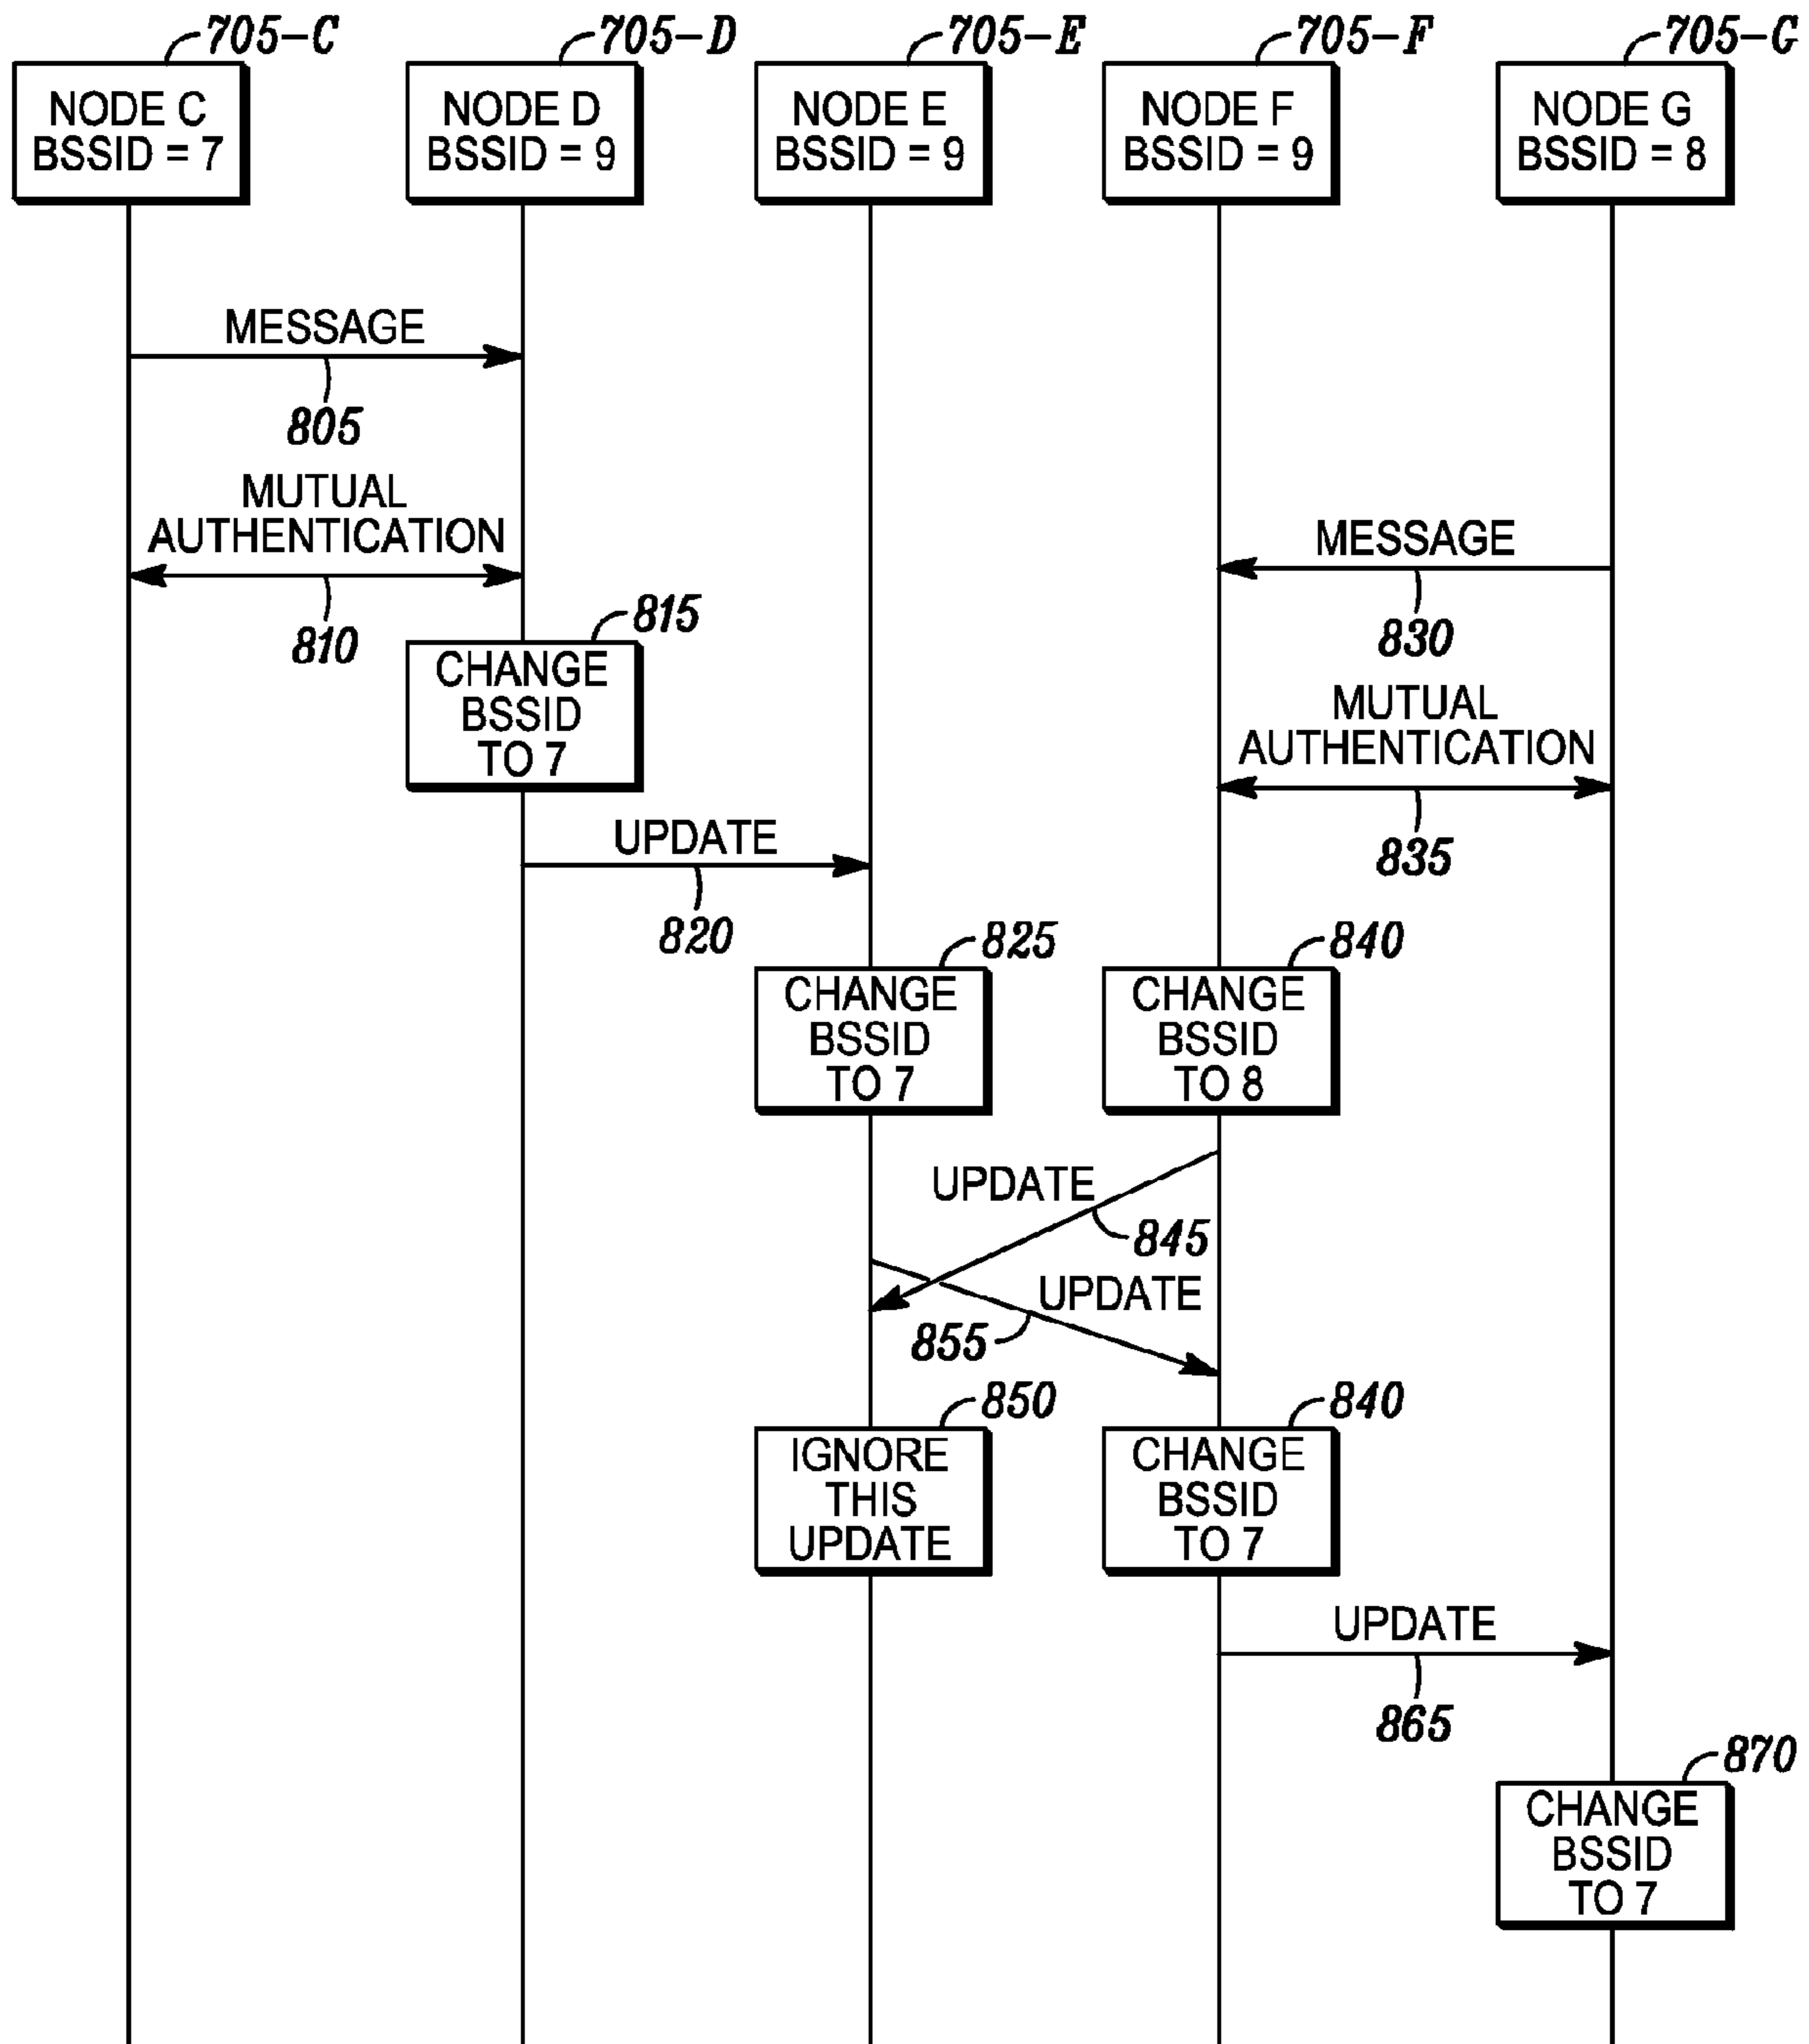 705-C
705-D
705-E
705-F
705-G
NODE C
BSSID = 7
NODE D
BSSID = 9
NODE E
BSSID = 9
NODE F
BSSID = 9
NODE G
BSSID = 8
MESSAGE
805
MUTUAL
AUTHENTICATION
810
MESSAGE
830
815
CHANGE
BSSID
TO 7
MUTUAL
AUTHENTICATION
835
UPDATE
820
825
CHANGE
BSSID
TO 7
840
CHANGE
BSSID
TO 8
UPDATE
845
UPDATE
855
850
IGNORE
THIS
UPDATE
840
CHANGE
BSSID
TO 7
UPDATE
865
870
CHANGE
BSSID
TO 7